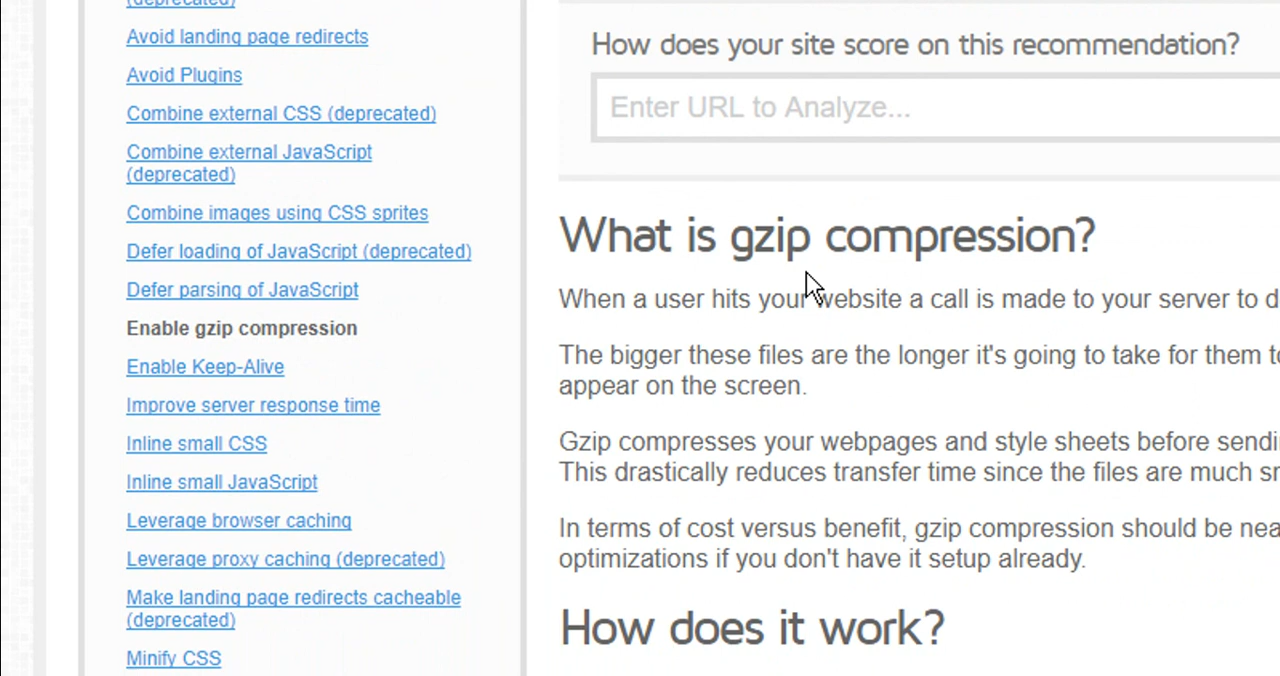 (deprecated)
Avoid landing page redirects
Avoid Plugins
Combine external CSS (deprecated)
Combine external JavaScript
(deprecated)
Combine images using CSS sprites
Defer loading of JavaScript (deprecated)
Defer parsing of JavaScript
Enable gzip compression
Enable Keep-Alive
Improve server response time
Inline small CSS
Inline small JavaScript
Leverage browser caching
Leverage proxy caching (deprecated)
Make landing page redirects cacheable
(deprecated)
Minify CSS
How does your site score on this recommendation?
Enter URL to Analyze...
What is gzip compression?
When a user hits your website a call is made to your server to
The bigger these files are the longer it's going to take for them
appear on the screen.
Gzip compresses your webpages and style sheets before
This drastically reduces transfer time since the files are much
In terms of cost versus benefit, gzip compression should be
optimizations if you don't have it setup already.
How does it work?